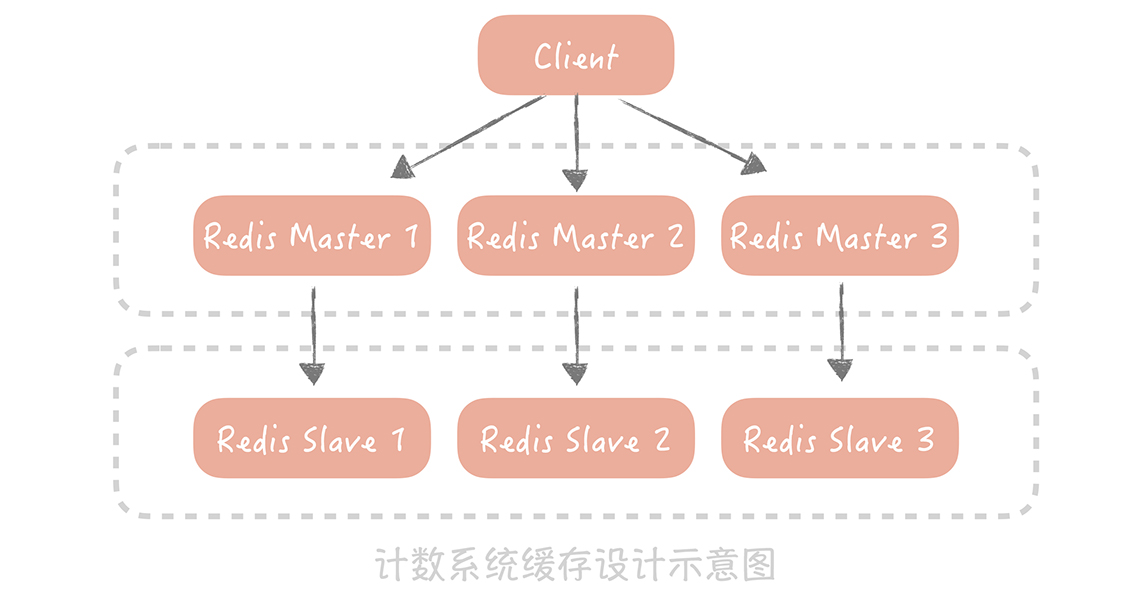 Client
Redis Master 1
Redis Master 2
Redis Master 3
Redis Slave 1
Redis Slave 2
Redis Slave 3
计数系统缓存设计示意图